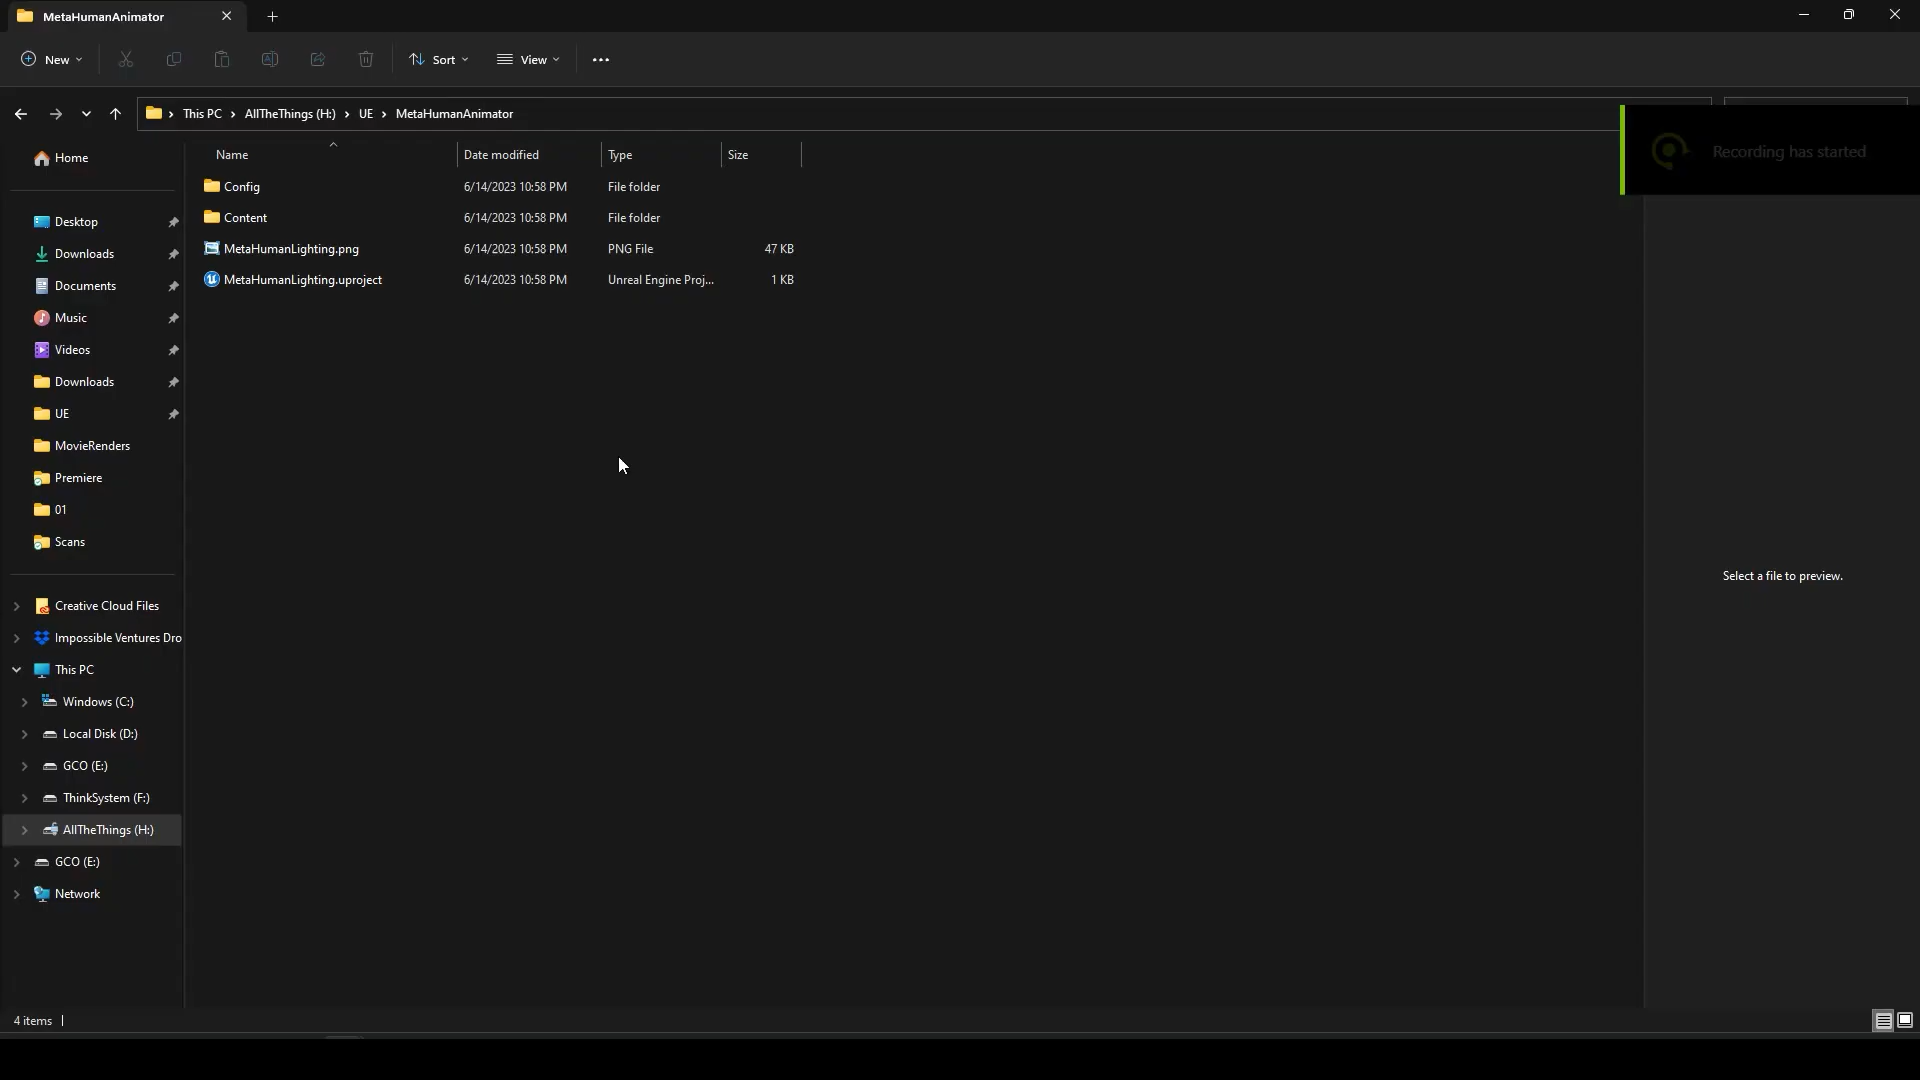 MetaHumanAnimator
New
Sort
View
This PC > AllTheThings (H:) > UE > MetaHumanAnimator
Recording has started
Name Date modified Type Size
Config 6/14/2023 10:58 PM File folder
Content 6/14/2023 10:58 PM File folder
MetaHumanLighting.png 6/14/2023 10:58 PM PNG File 47 KB
MetaHumanLighting.uproject 6/14/2023 10:58 PM Unreal Engine Proj... 1 KB
Home
Desktop
Downloads
Documents
Music
Videos
Downloads
UE
MovieRenders
Premiere
01
Scans
Creative Cloud Files
Impossible Ventures Dro
This PC
Windows (C:)
Local Disk (D:)
GCO (E:)
ThinkSystem (F:)
AllTheThings (H:)
GCO (E:)
Network
Select a file to preview.
4 items